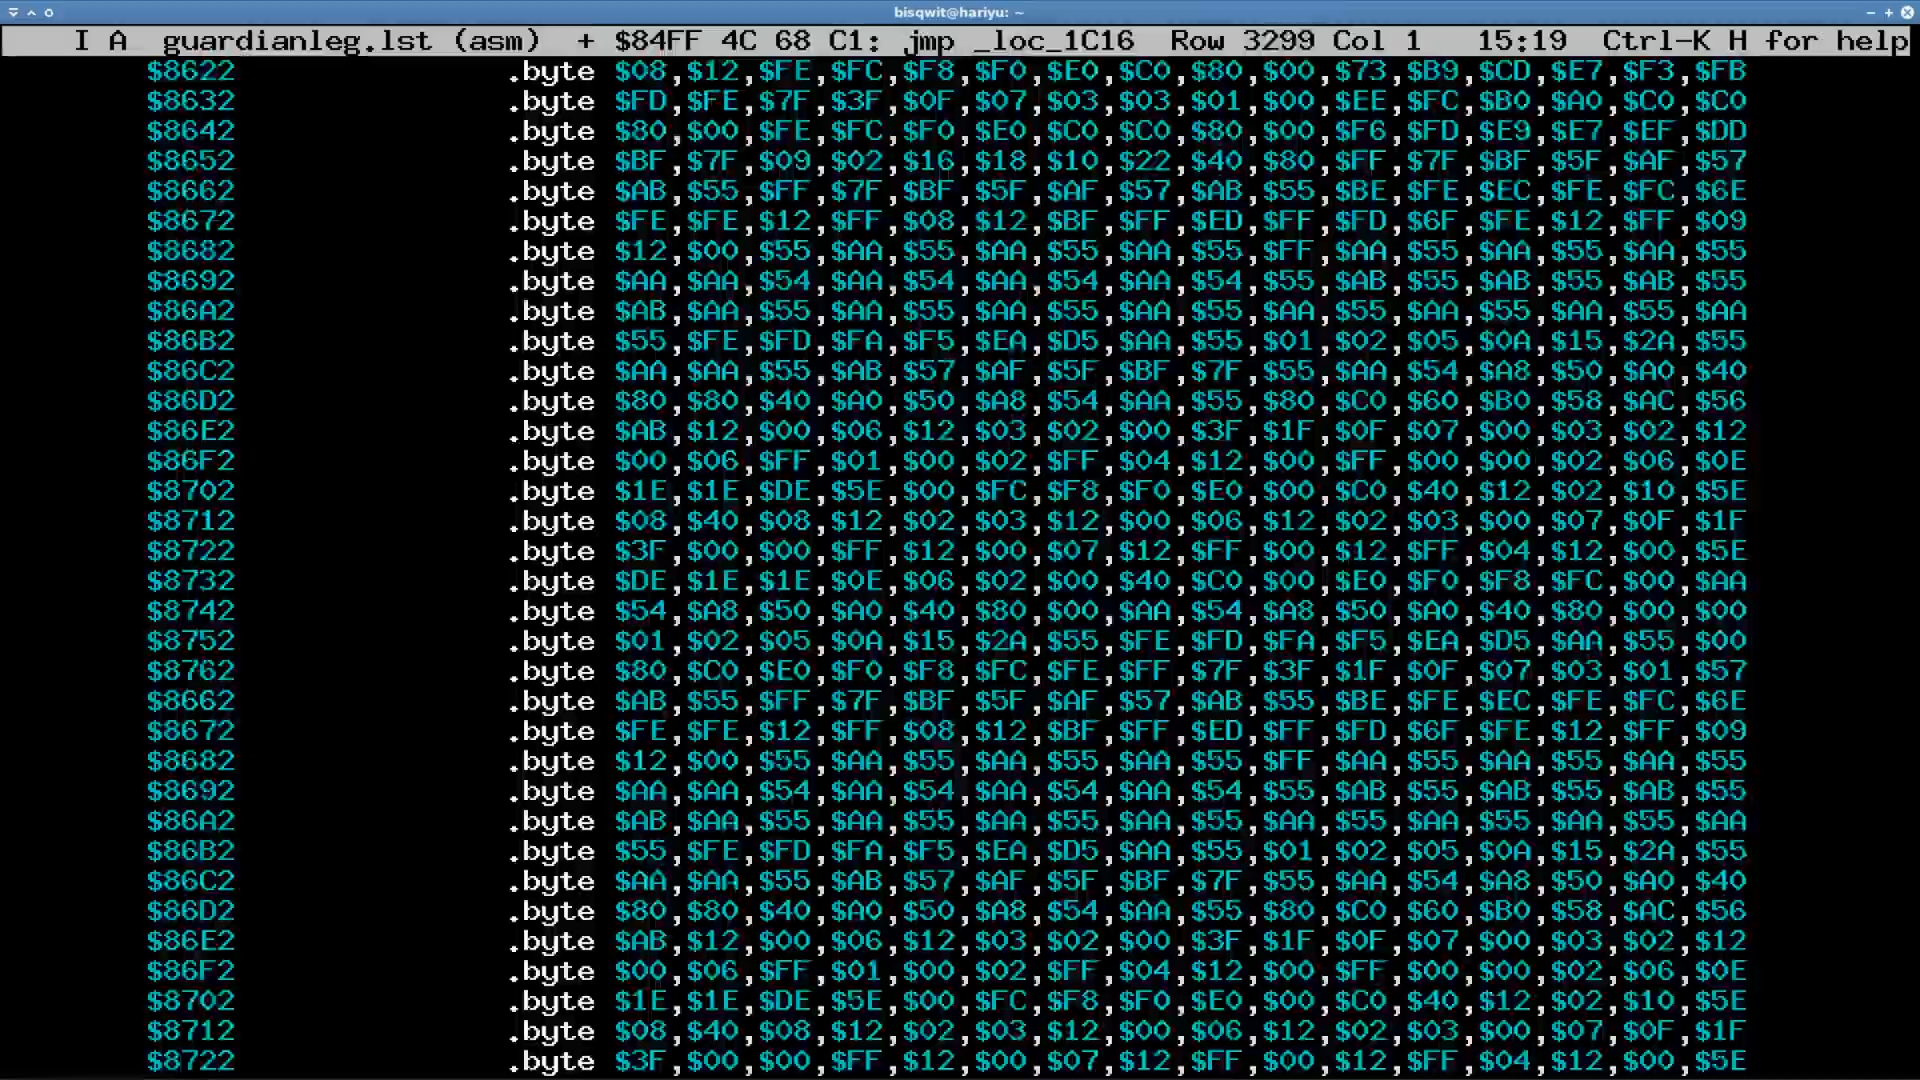 bisqwit@hariyu: ~
I A guardianleg.lst (asm) + $84FF 4C 68 C1: jmp _loc_1C16 Row 3299 Col 1 15:19 Ctrl-K H for help
$8622 .byte $08,$12,$FE,$FC,$F8,$F0,$E0,$C0,$80,$00,$73,$B9,$CD,$E7,$F3,$FB
$8632 .byte $FD,$FE,$7F,$3F,$0F,$07,$03,$03,$01,$00,$EE,$FC,$B0,$A0,$C0,$C0
$8642 .byte $80,$00,$FE,$FC,$F0,$E0,$C0,$C0,$80,$00,$F6,$FD,$E9,$E7,$EF,$DD
$8652 .byte $BF,$7F,$09,$02,$16,$18,$10,$22,$40,$80,$FF,$7F,$BF,$5F,$AF,$57
$8662 .byte $AB,$55,$FF,$7F,$BF,$5F,$AF,$57,$AB,$55,$BE,$FE,$EC,$FE,$FC,$6E
$8672 .byte $FE,$FE,$12,$FF,$08,$12,$BF,$FF,$ED,$FF,$FD,$6F,$FE,$12,$FF,$09
$8682 .byte $12,$00,$55,$AA,$55,$AA,$55,$AA,$55,$FF,$AA,$55,$AA,$55,$AA,$55
$8692 .byte $AA,$AA,$54,$AA,$54,$AA,$54,$AA,$54,$55,$AB,$55,$AB,$55,$AB,$55
$86A2 .byte $AB,$AA,$55,$AA,$55,$AA,$55,$AA,$55,$AA,$55,$AA,$55,$AA,$55,$AA
$86B2 .byte $55,$FE,$FD,$FA,$F5,$EA,$D5,$AA,$55,$01,$02,$05,$0A,$15,$2A,$55
$86C2 .byte $AA,$AA,$55,$AB,$57,$AF,$5F,$BF,$7F,$55,$AA,$54,$A8,$50,$A0,$40
$86D2 .byte $80,$80,$40,$A0,$50,$A8,$54,$AA,$55,$80,$C0,$60,$B0,$58,$AC,$56
$86E2 .byte $AB,$12,$00,$06,$12,$03,$02,$00,$3F,$1F,$0F,$07,$00,$03,$02,$12
$86F2 .byte $00,$06,$FF,$01,$00,$02,$FF,$04,$12,$00,$FF,$00,$00,$02,$06,$0E
$8702 .byte $1E,$1E,$DE,$5E,$00,$FC,$F8,$F0,$E0,$00,$C0,$40,$12,$02,$10,$5E
$8712 .byte $08,$40,$08,$12,$02,$03,$12,$00,$06,$12,$02,$03,$00,$07,$0F,$1F
$8722 .byte $3F,$00,$00,$FF,$12,$00,$07,$12,$FF,$00,$12,$FF,$04,$12,$00,$5E
$8732 .byte $DE,$1E,$1E,$0E,$06,$02,$00,$40,$C0,$00,$E0,$F0,$F8,$FC,$00,$AA
$8742 .byte $54,$A8,$50,$A0,$40,$80,$00,$AA,$54,$A8,$50,$A0,$40,$80,$00,$00
$8752 .byte $01,$02,$05,$0A,$15,$2A,$55,$FE,$FD,$FA,$F5,$EA,$D5,$AA,$55,$00
$8762 .byte $80,$C0,$E0,$F0,$F8,$FC,$FE,$FF,$7F,$3F,$1F,$0F,$07,$03,$01,$57
$8662 .byte $AB,$55,$FF,$7F,$BF,$5F,$AF,$57,$AB,$55,$BE,$FE,$EC,$FE,$FC,$6E
$8672 .byte $FE,$FE,$12,$FF,$08,$12,$BF,$FF,$ED,$FF,$FD,$6F,$FE,$12,$FF,$09
$8682 .byte $12,$00,$55,$AA,$55,$AA,$55,$AA,$55,$FF,$AA,$55,$AA,$55,$AA,$55
$8692 .byte $AA,$AA,$54,$AA,$54,$AA,$54,$AA,$54,$55,$AB,$55,$AB,$55,$AB,$55
$86A2 .byte $AB,$AA,$55,$AA,$55,$AA,$55,$AA,$55,$AA,$55,$AA,$55,$AA,$55,$AA
$86B2 .byte $55,$FE,$FD,$FA,$F5,$EA,$D5,$AA,$55,$01,$02,$05,$0A,$15,$2A,$55
$86C2 .byte $AA,$AA,$55,$AB,$57,$AF,$5F,$BF,$7F,$55,$AA,$54,$A8,$50,$A0,$40
$86D2 .byte $80,$80,$40,$A0,$50,$A8,$54,$AA,$55,$80,$C0,$60,$B0,$58,$AC,$56
$86E2 .byte $AB,$12,$00,$06,$12,$03,$02,$00,$3F,$1F,$0F,$07,$00,$03,$02,$12
$86F2 .byte $00,$06,$FF,$01,$00,$02,$FF,$04,$12,$00,$FF,$00,$00,$02,$06,$0E
$8702 .byte $1E,$1E,$DE,$5E,$00,$FC,$F8,$F0,$E0,$00,$C0,$40,$12,$02,$10,$5E
$8712 .byte $08,$40,$08,$12,$02,$03,$12,$00,$06,$12,$02,$03,$00,$07,$0F,$1F
$8722 .byte $3F,$00,$00,$FF,$12,$00,$07,$12,$FF,$00,$12,$FF,$04,$12,$00,$5E